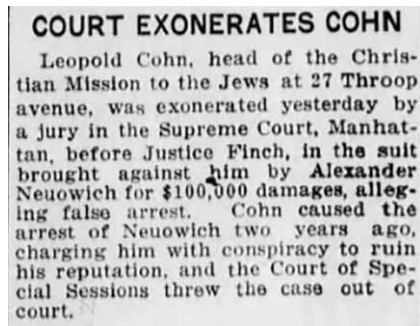 COURT EXONERATES COHN
Leopold Cohn, head of the Chris-
tian Mission to the Jews at 27 Throop
avenue, was exonerated yesterday by
a jury in the Supreme Court, Manhat-
tan, before Justice Finch, in the suit
brought against him by Alexander
Neuowich for $100,000 damages, alleg-
ing false arrest. Cohn caused the
arrest of Neuowich two years ago,
charging him with conspiracy to ruin
his reputation, and the Court of Spe-
cial Sessions threw the case out of
court.